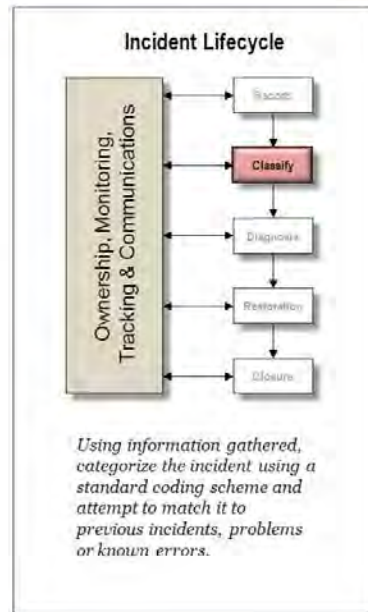 Incident Lifecycle
Ownership, Monitoring,
Tracking & Communications
Classify
Diagnosis
Restoration
Closure
Using information gathered,
categorize the incident using a
standard coding scheme and
attempt to match it to
previous incidents, problems
or known errors.